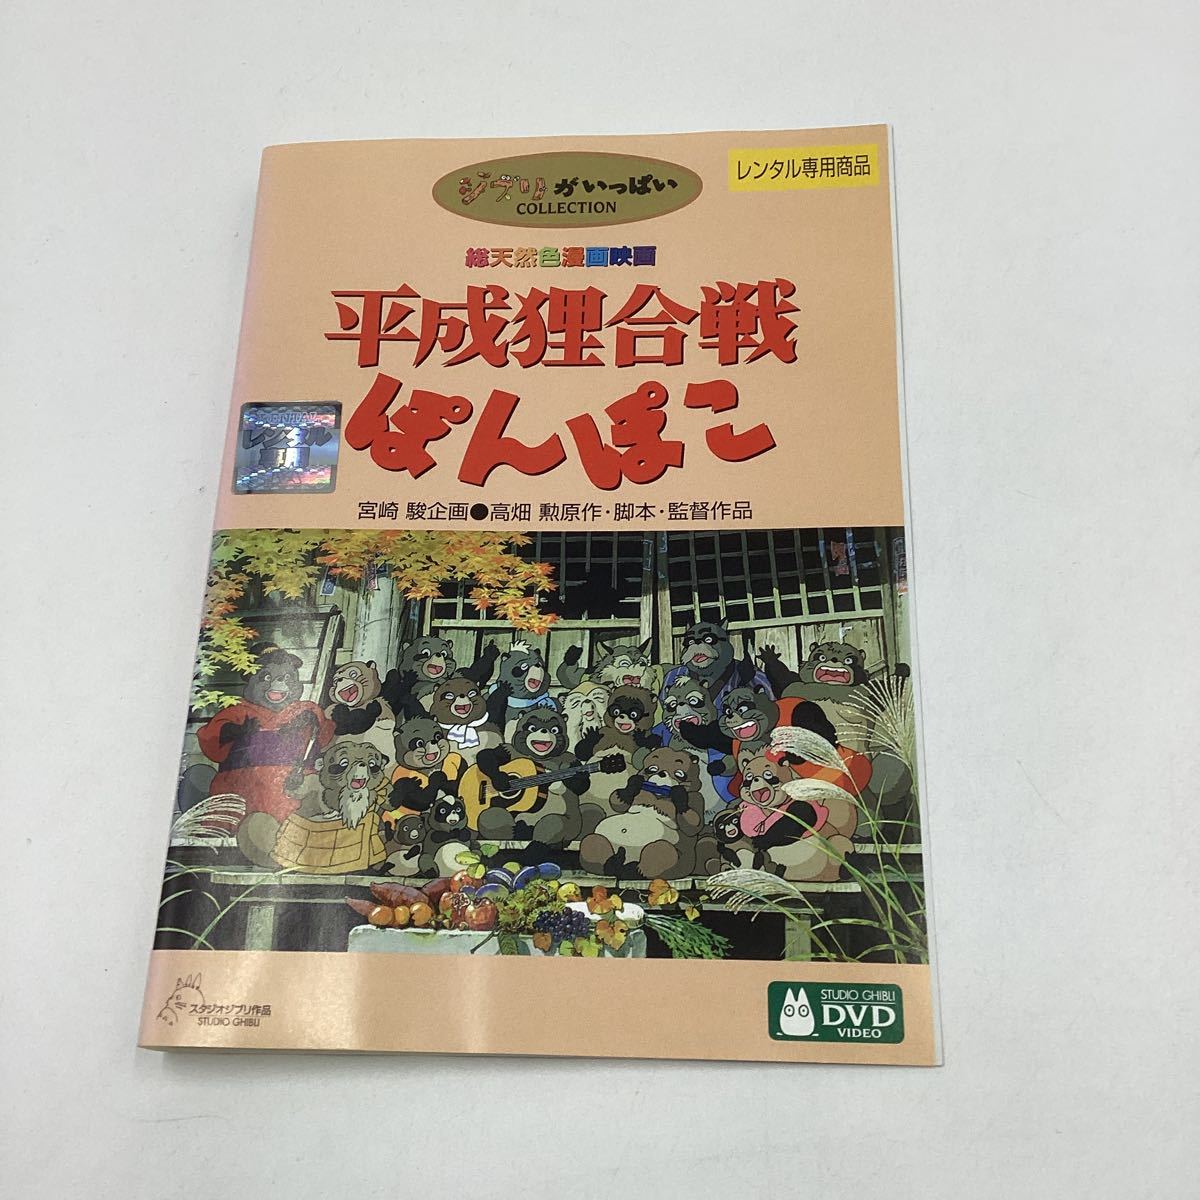 ジブリがいっぱい
COLLECTION
レンタル専用商品
総天然色漫画映画
平成狸合戦
ぽんぽこ
RENTAL
レンタル
専用
宮崎 駿企画●高畑 勲原作・脚本・監督作品
スタジオジブリ作品
STUDIO GHIBLI
STUDIO GHIBLI
DVD
VIDEO